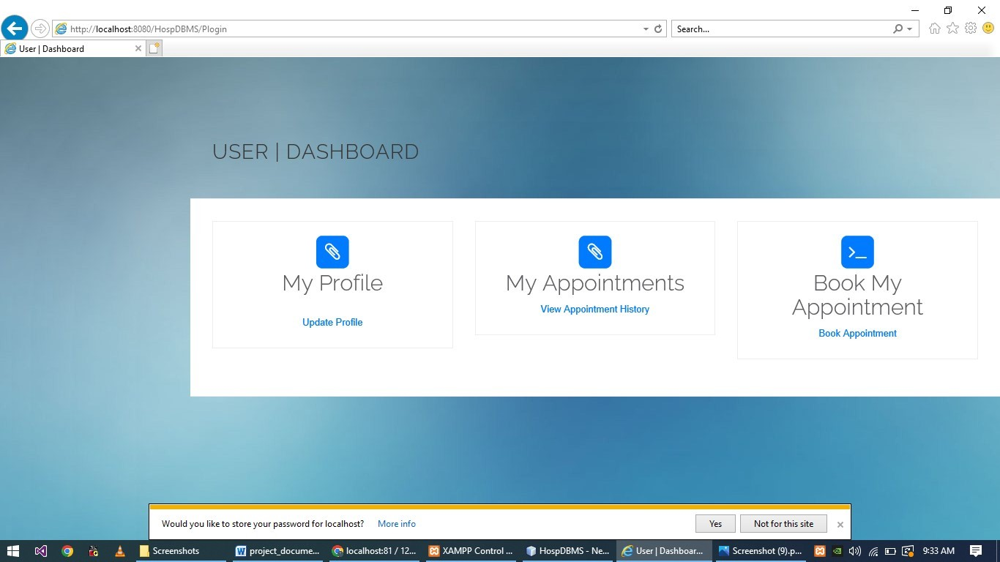 http://localhost:8080/HospDBMS/Plogin
Search...
User | Dashboard
USER | DASHBOARD
My Profile
Update Profile
My Appointments
View Appointment History
Book My
Appointment
Book Appointment
Would you like to store your password for localhost? More info
Yes
Not for this site
Screenshots
project_docume...
localhost:81 / 12...
XAMPP Control ...
HospDBMS - Ne...
User | Dashboar...
Screenshot (9).p...
9:33 AM